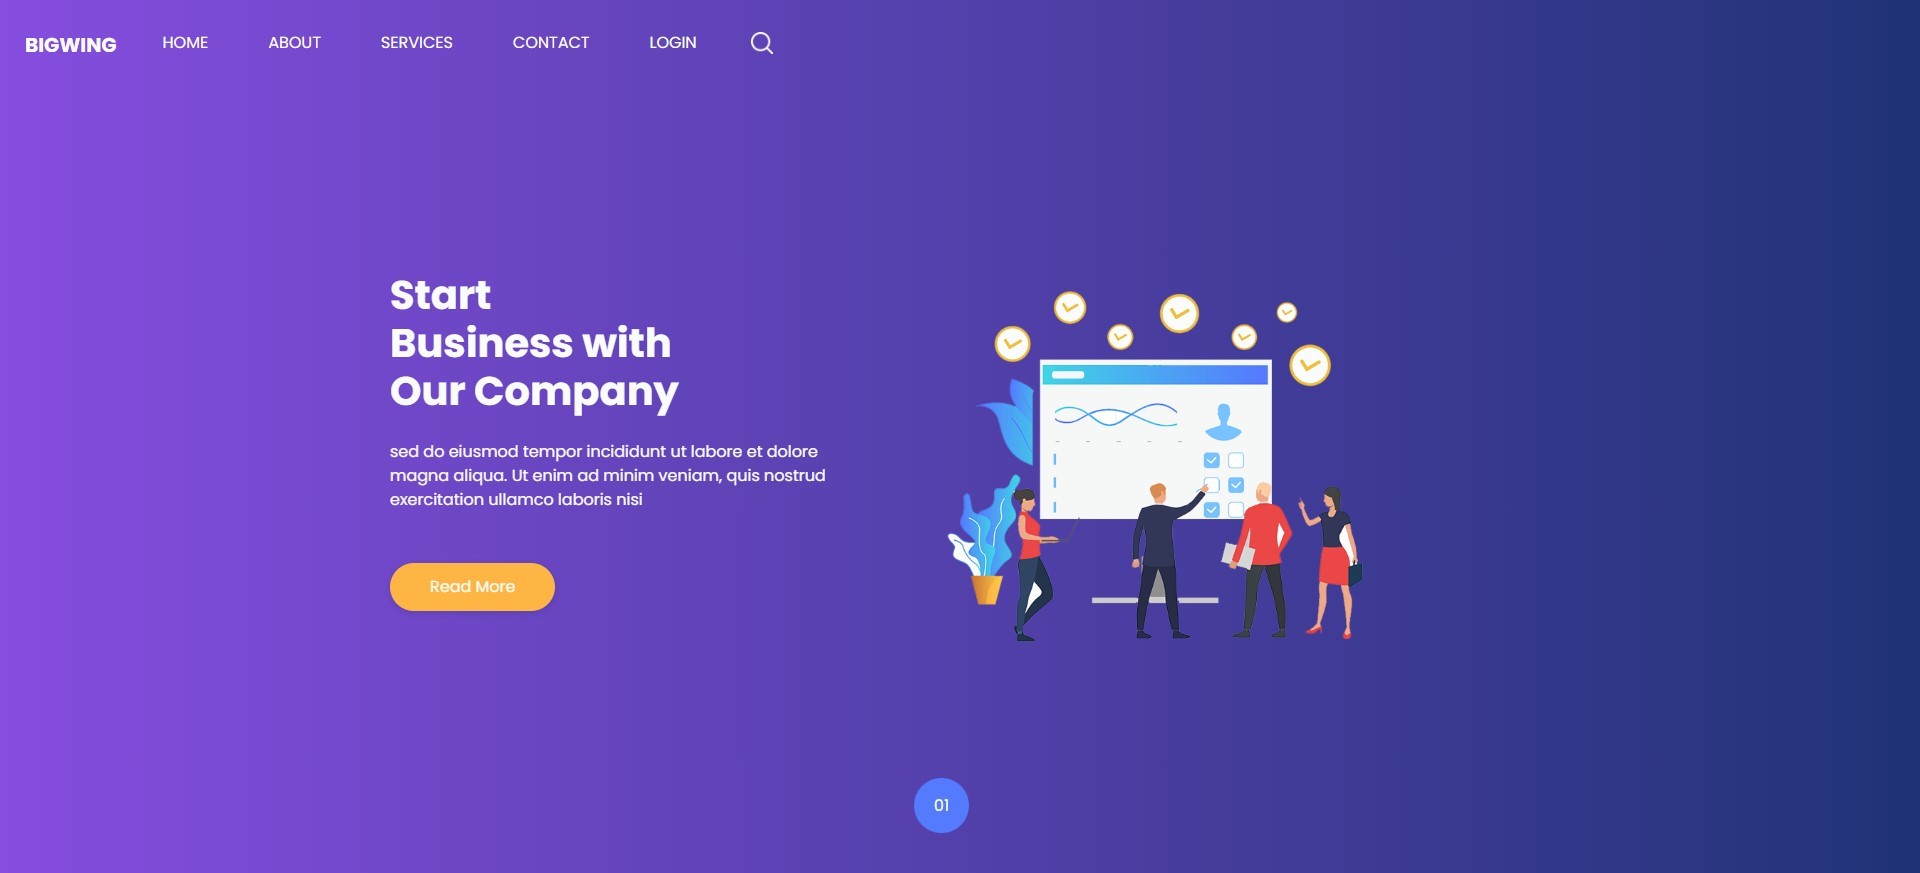 BIGWING
HOME
ABOUT
SERVICES
CONTACT
LOGIN
Start
Business with
Our Company
sed do eiusmod tempor incididunt ut labore et dolore
magna aliqua. Ut enim ad minim veniam, quis nostrud
exercitation ullamco laboris nisi
Read More
01